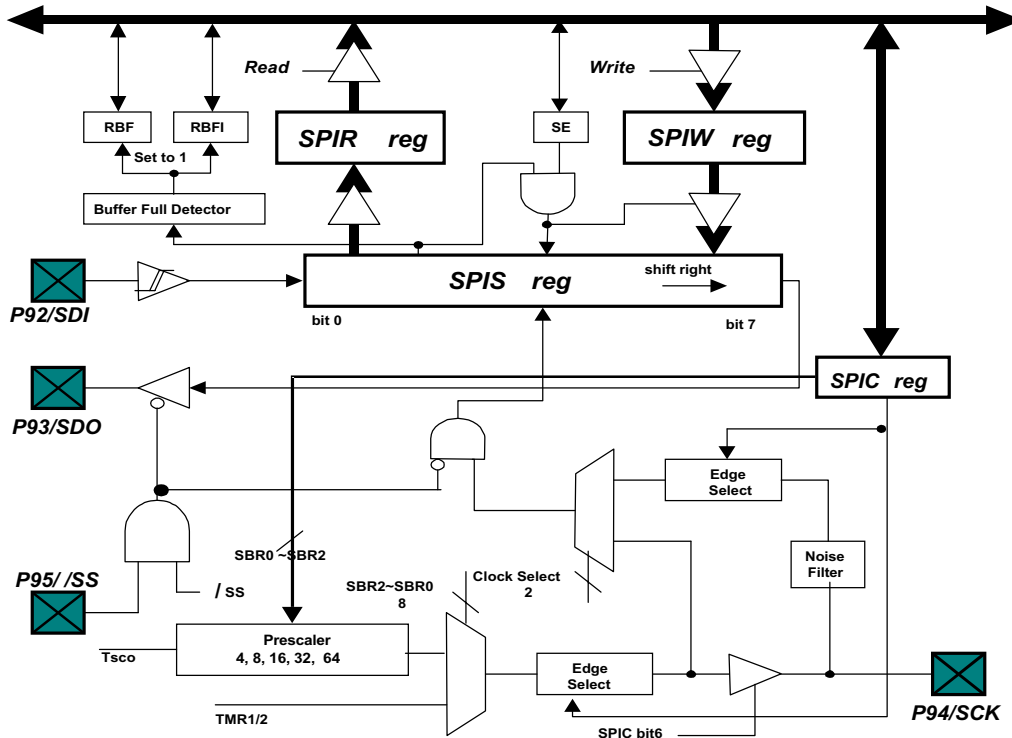 Read
Write
RBF
RBFI
SPIR reg
SE
SPIW reg
Set to 1
Buffer Full Detector
SPIS reg
shift right
P92/SDI
bit 0
bit 7
SPIC reg
P93/SDO
Edge
Select
Noise
Filter
SBR0 ~SBR2
P95/ /SS
/ SS
SBR2~SBR0
8
Clock Select
2
Prescaler
4, 8, 16, 32, 64
Tsco
Edge
Select
TMR1/2
SPIC bit6
P94/SCK